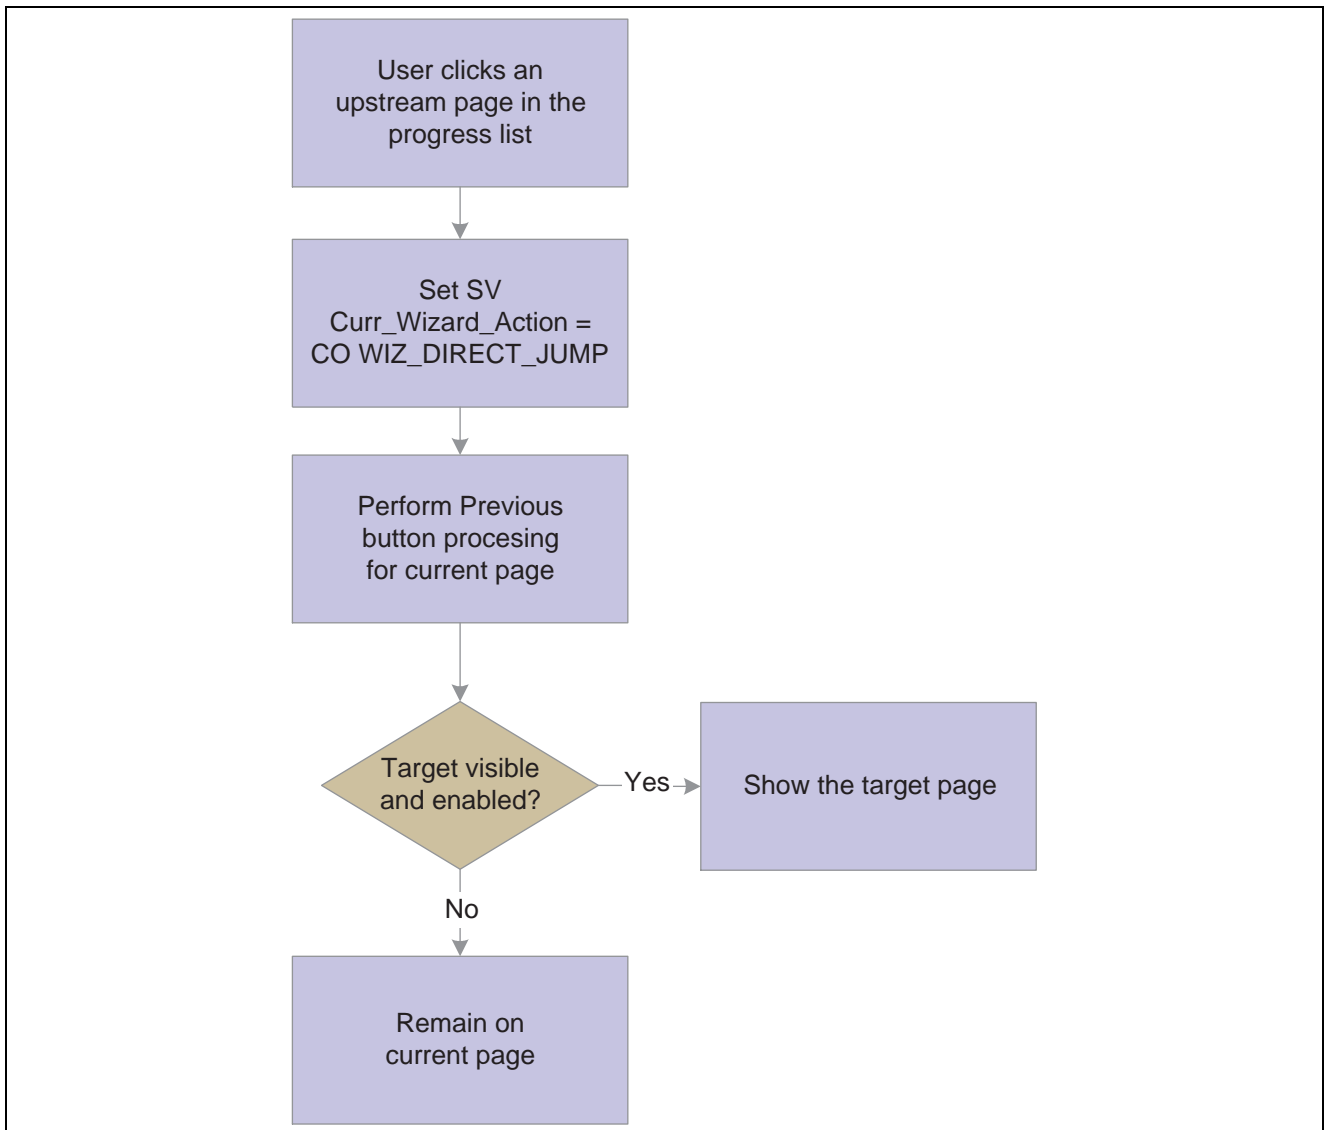 User clicks an
upstream page in the
progress list
Set SV
Curr_Wizard_Action =
CO WIZ_DIRECT_JUMP
Perform Previous
button procesing
for current page
Target visible
and enabled?
Yes
Show the target page
No
Remain on
current page